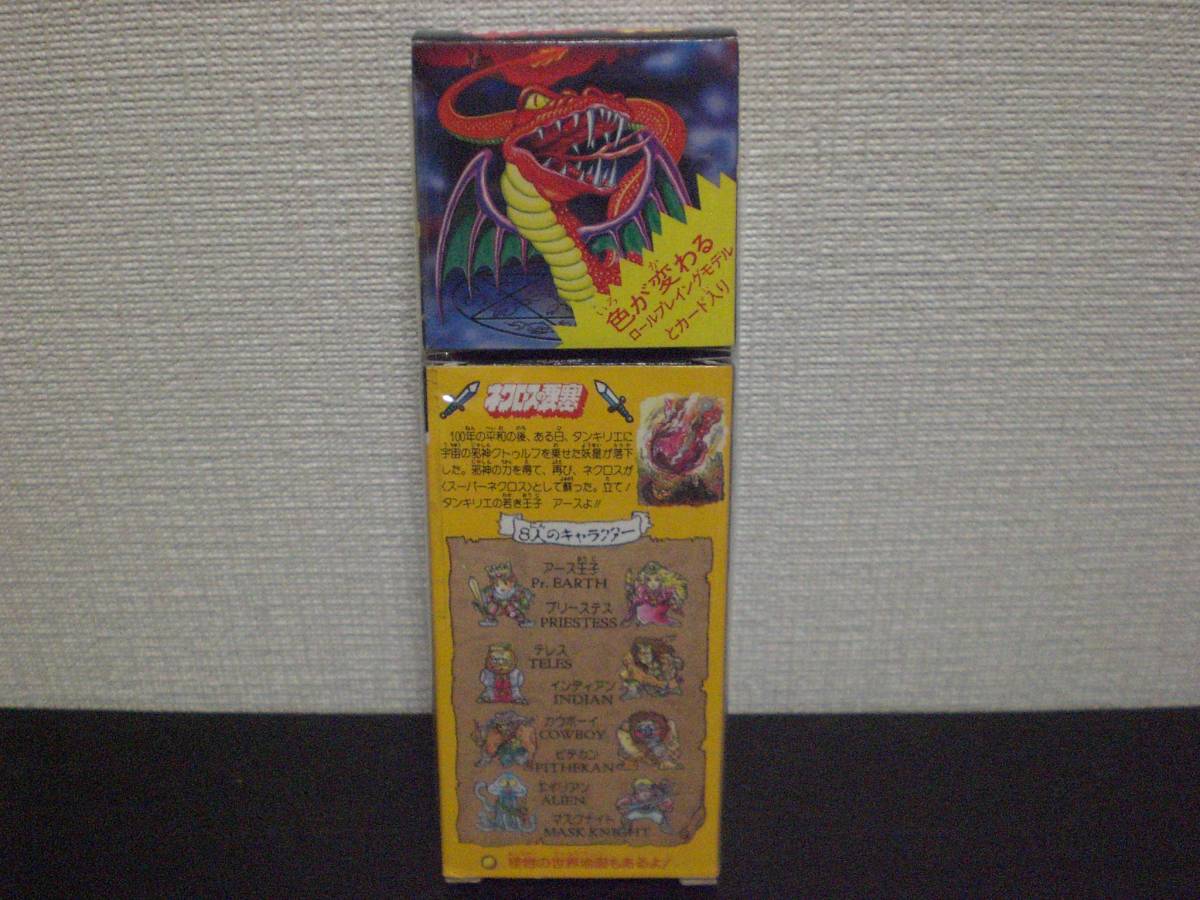 色が変わる
ロールプレイングモデル
とカード入り
ネクロスの要塞
100年の平和の後、ある日、タンキリエに
宇宙の邪神クトゥルフを乗せた妖星が落下
した。邪神の力を得て、再び、ネクロスが
〈スーパーネクロス〉として蘇った。立て!
タンキリエの若き王子 アースよ!!
8人のキャラクター
アース王子
Pr. EARTH
プリーステス
PRIESTESS
テレス
TELES
インディアン
INDIAN
カウボーイ
COWBOY
ピテカン
PITHEKAN
エイリアン
ALIEN
マスクナイト
MASK KNIGHT
の世界地図もあるよ!